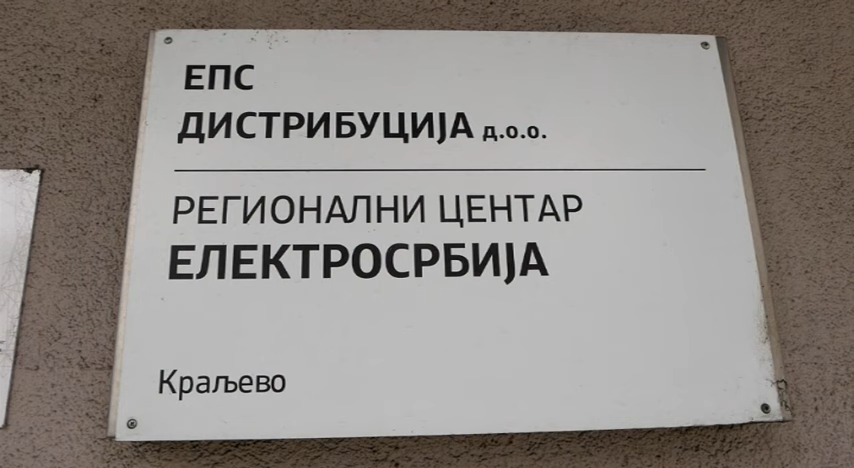 ЕПС
ДИСТРИБУЦИЈА д.о.о.
РЕГИОНАЛНИ ЦЕНТАР
ЕЛЕКТРОСРБИЈА
Краљево